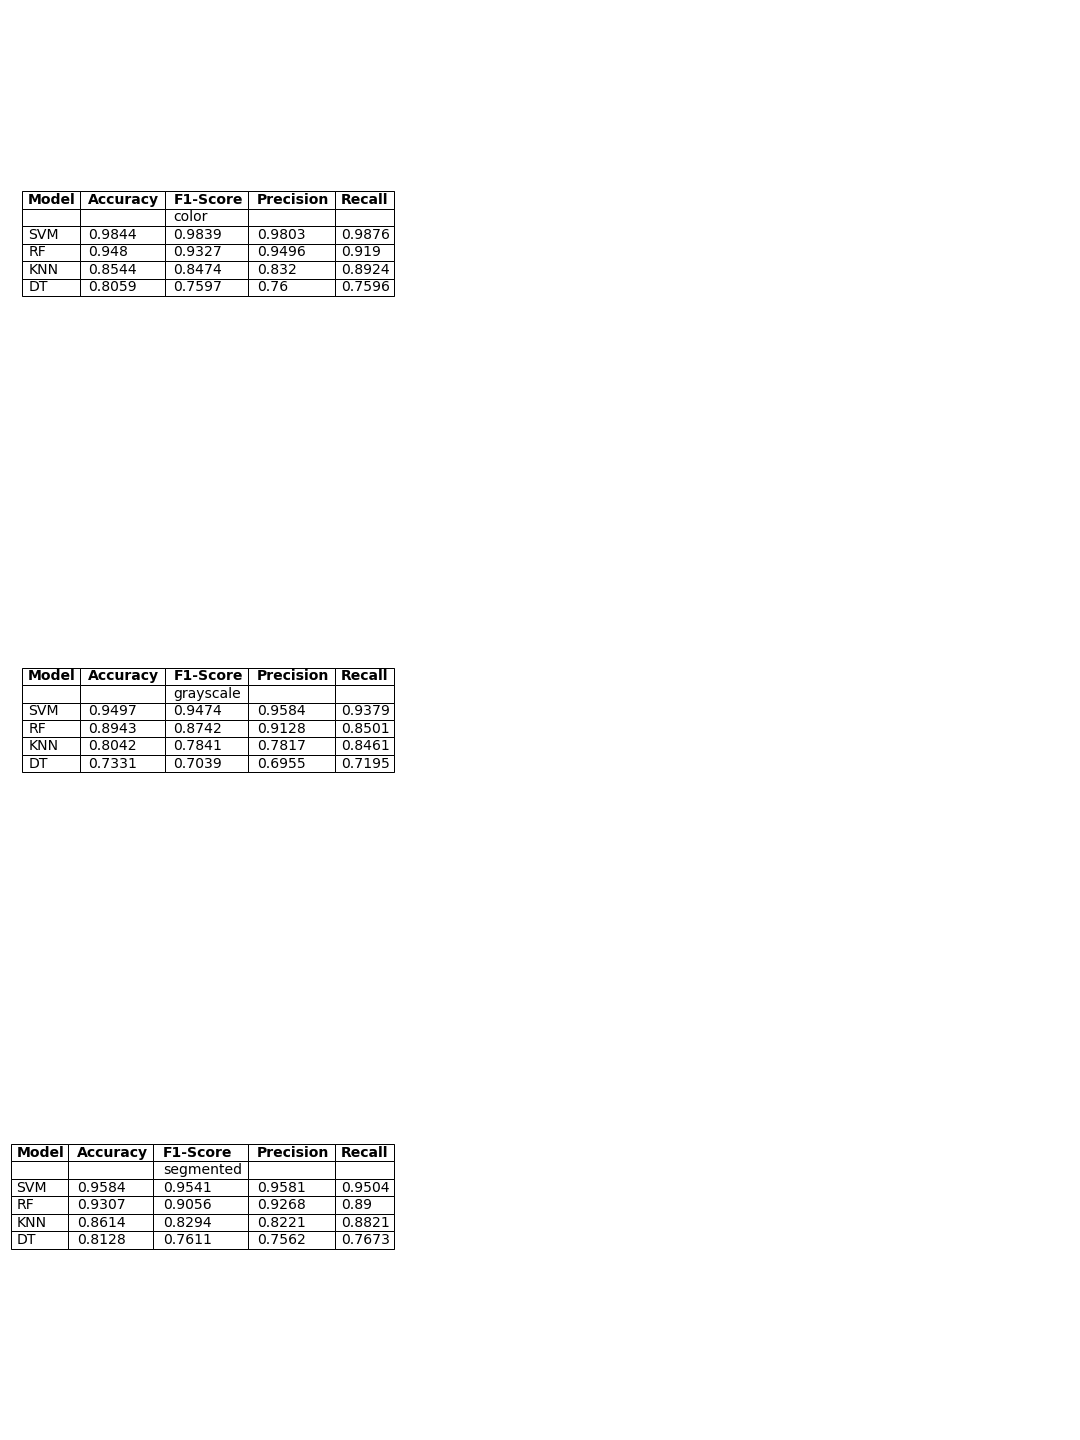 Model Accuracy F1-Score Precision Recall
color
SVM 0.9844 0.9839 0.9803 0.9876
RF 0.948 0.9327 0.9496 0.919
KNN 0.8544 0.8474 0.832 0.8924
DT 0.8059 0.7597 0.76 0.7596
Model Accuracy F1-Score Precision Recall
grayscale
SVM 0.9497 0.9474 0.9584 0.9379
RF 0.8943 0.8742 0.9128 0.8501
KNN 0.8042 0.7841 0.7817 0.8461
DT 0.7331 0.7039 0.6955 0.7195
Model Accuracy F1-Score Precision Recall
segmented
SVM 0.9584 0.9541 0.9581 0.9504
RF 0.9307 0.9056 0.9268 0.89
KNN 0.8614 0.8294 0.8221 0.8821
DT 0.8128 0.7611 0.7562 0.7673